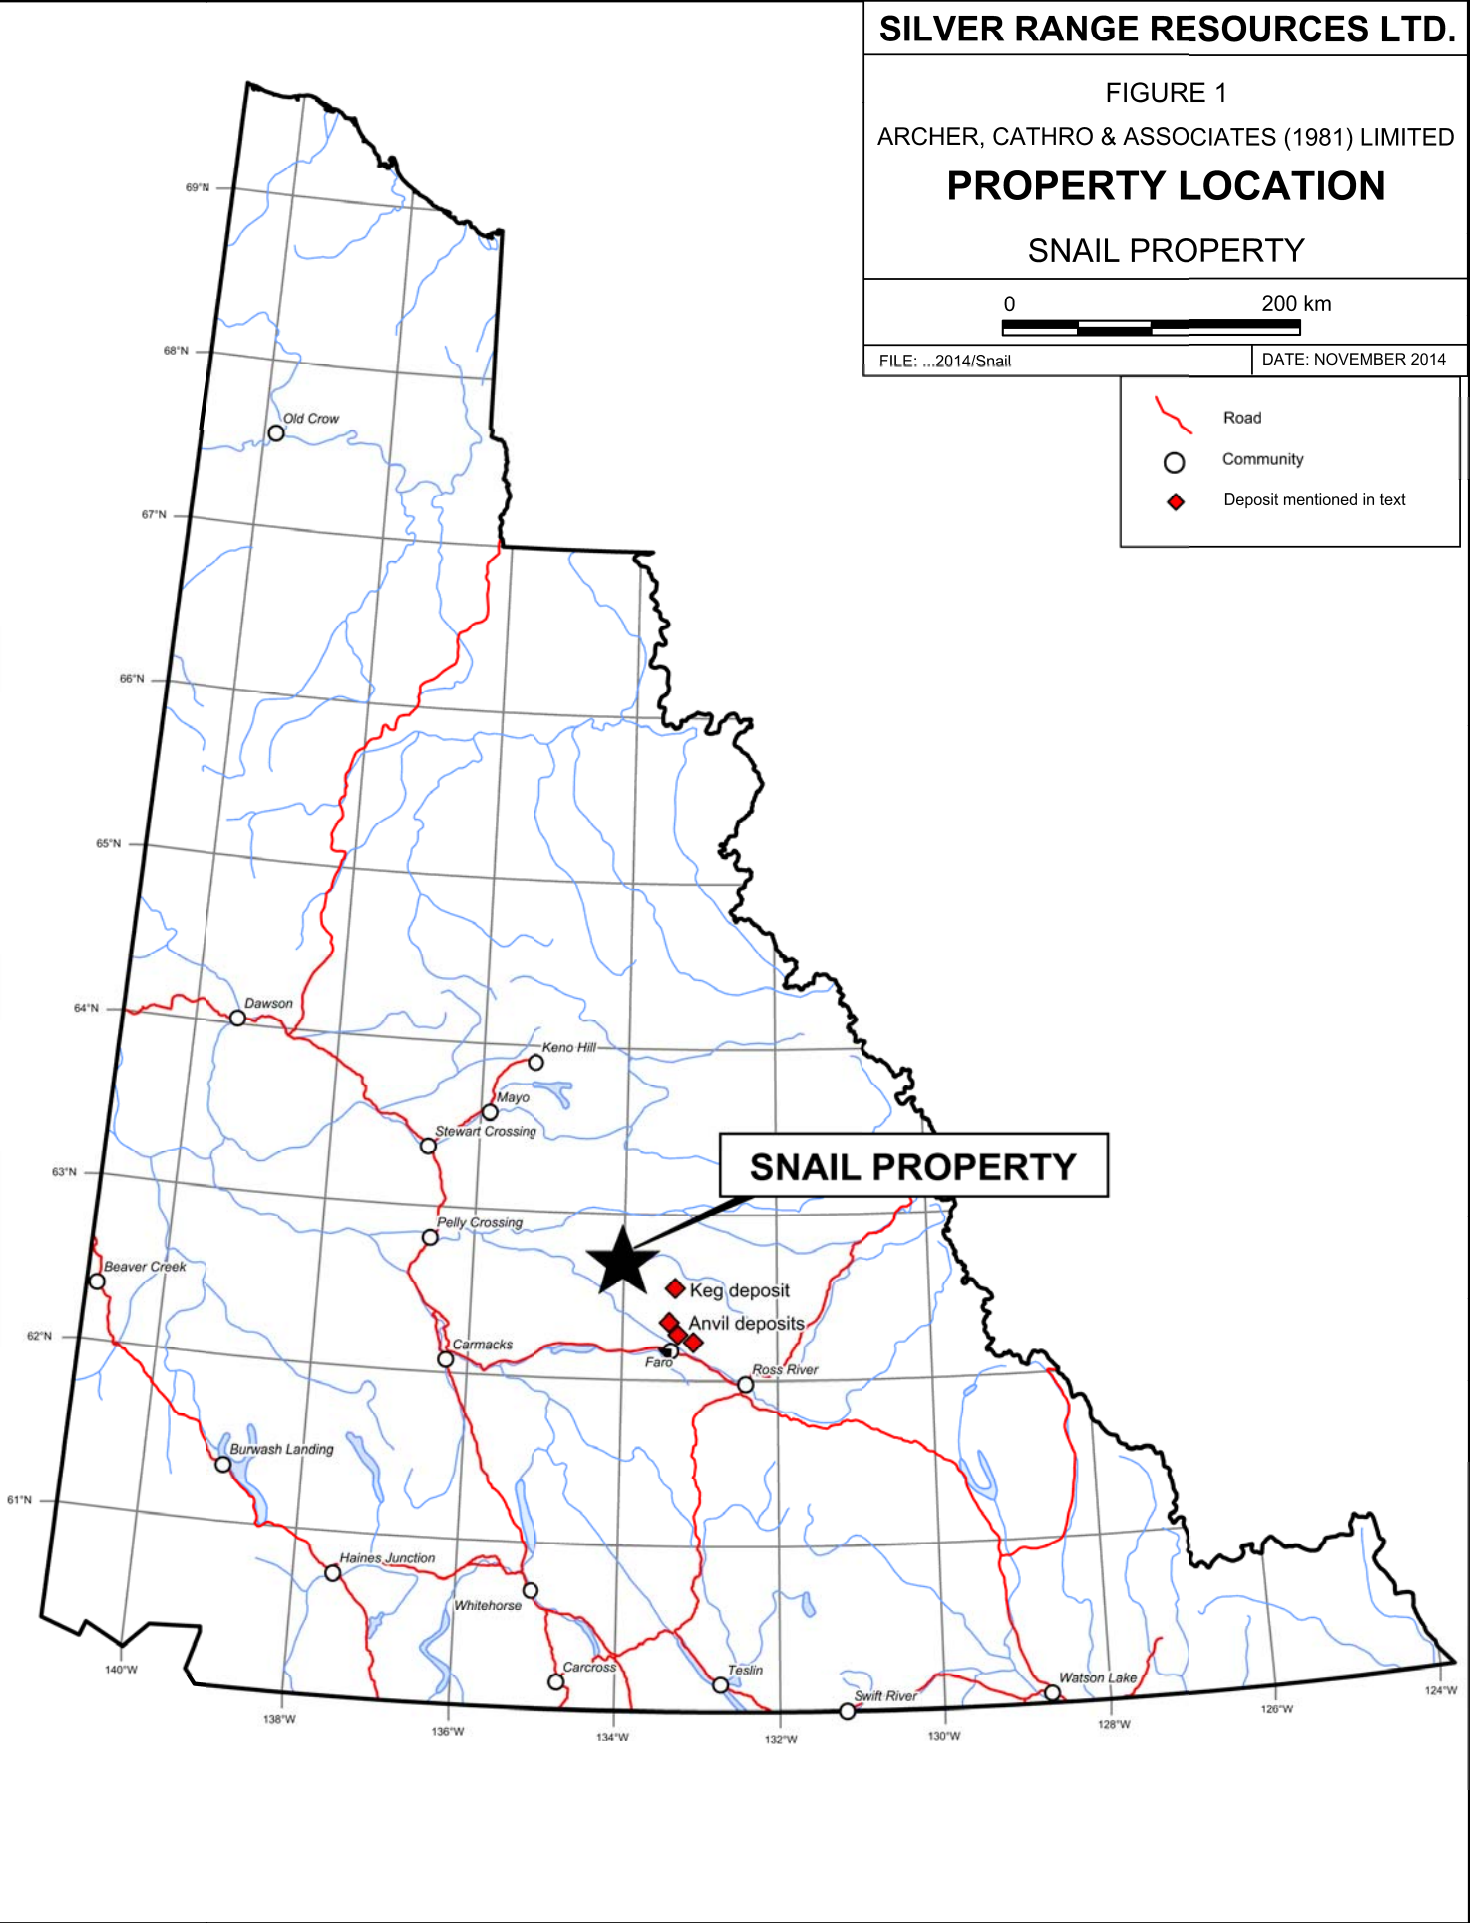 SILVER RANGE RESOURCES LTD.
FIGURE 1
ARCHER, CATHRO & ASSOCIATES (1981) LIMITED
PROPERTY LOCATION
SNAIL PROPERTY
0 200 km
FILE: ...2014/Snail DATE: NOVEMBER 2014
Road
Community
Deposit mentioned in text
69°N
68°N
Old Crow
67°N
66°N
65°N
64°N
Dawson
Keno Hill
Mayo
Stewart Crossing
63°N
SNAIL PROPERTY
Pelly Crossing
Beaver Creek
Keg deposit
Anvil deposits
62°N
Carmacks
Faro
Ross River
Burwash Landing
61°N
Haines Junction
Whitehorse
Carcross
Teslin
Swift River
Watson Lake
140°W
138°W
136°W
134°W
132°W
130°W
128°W
126°W
124°W